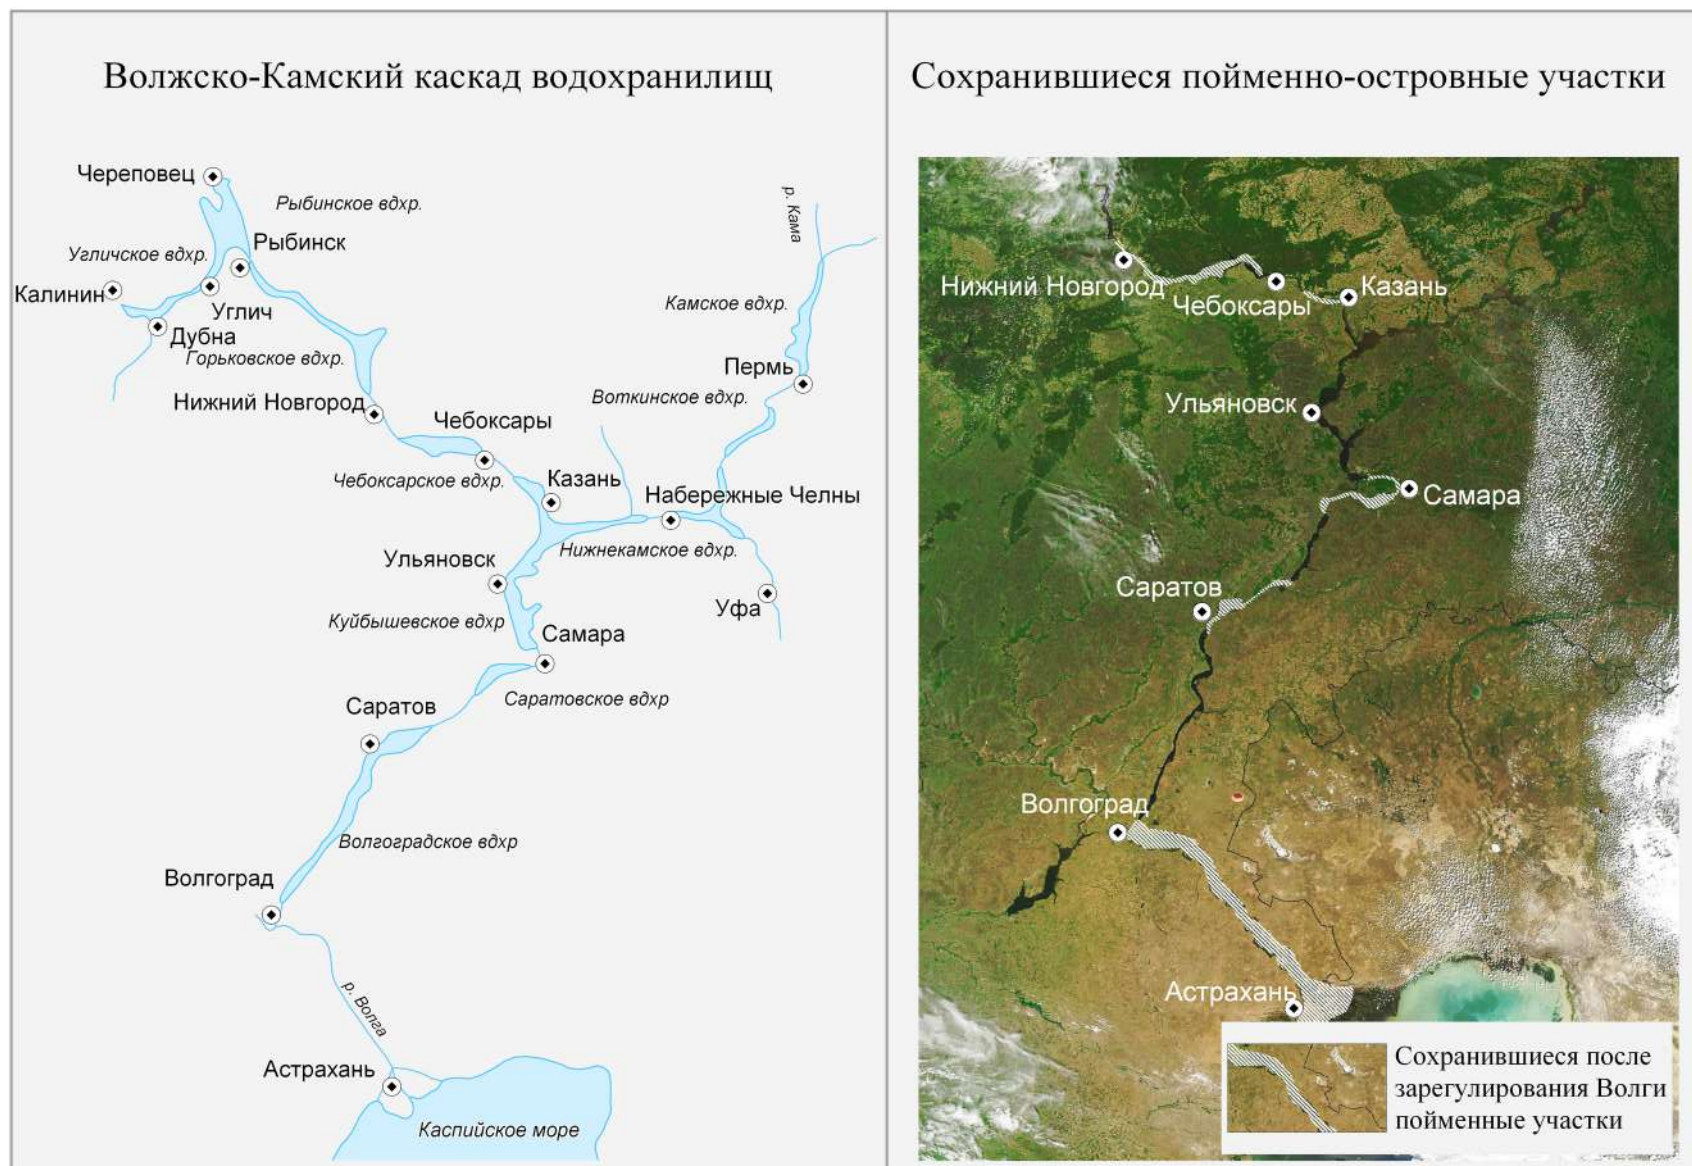 Волжско-Камский каскад водохранилищ
Череповец
Рыбинское вдхр.
Рыбинск
Угличское вдхр.
Калинин
Углич
Дубна
Горьковское вдхр.
Нижний Новгород
р. Кама
Камское вдхр.
Пермь
Воткинское вдхр.
Чебоксары
Чебоксарское вдхр.
Казань
Набережные Челны
Нижнекамское вдхр.
Ульяновск
Уфа
Куйбышевское вдхр
Самара
Саратовское вдхр
Саратов
Волгоградское вдхр
Волгоград
р. Волга
Астрахань
Каспийское море
Сохранившиеся пойменно-островные участки
Нижний Новгород
Чебоксары
Казань
Ульяновск
Самара
Саратов
Волгоград
Астрахань
Сохранившиеся после
зарегулирования Волги
пойменные участки